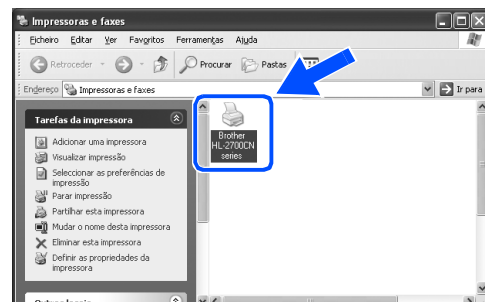 Impressoras e faxes
Ficheiro Editar Ver Favoritos Ferramentas Ajuda
Retroceder Procurar Pastas
Endereço Impressoras e faxes Ir para
Tarefas da impressora
Adicionar uma impressora
Visualizar impressão
Seleccionar as preferências de
impressão
Parar impressão
Partilhar esta impressora
Mudar o nome desta impressora
Eliminar esta impressora
Definir as propriedades da
impressora
Brother
HL-2700CN
series